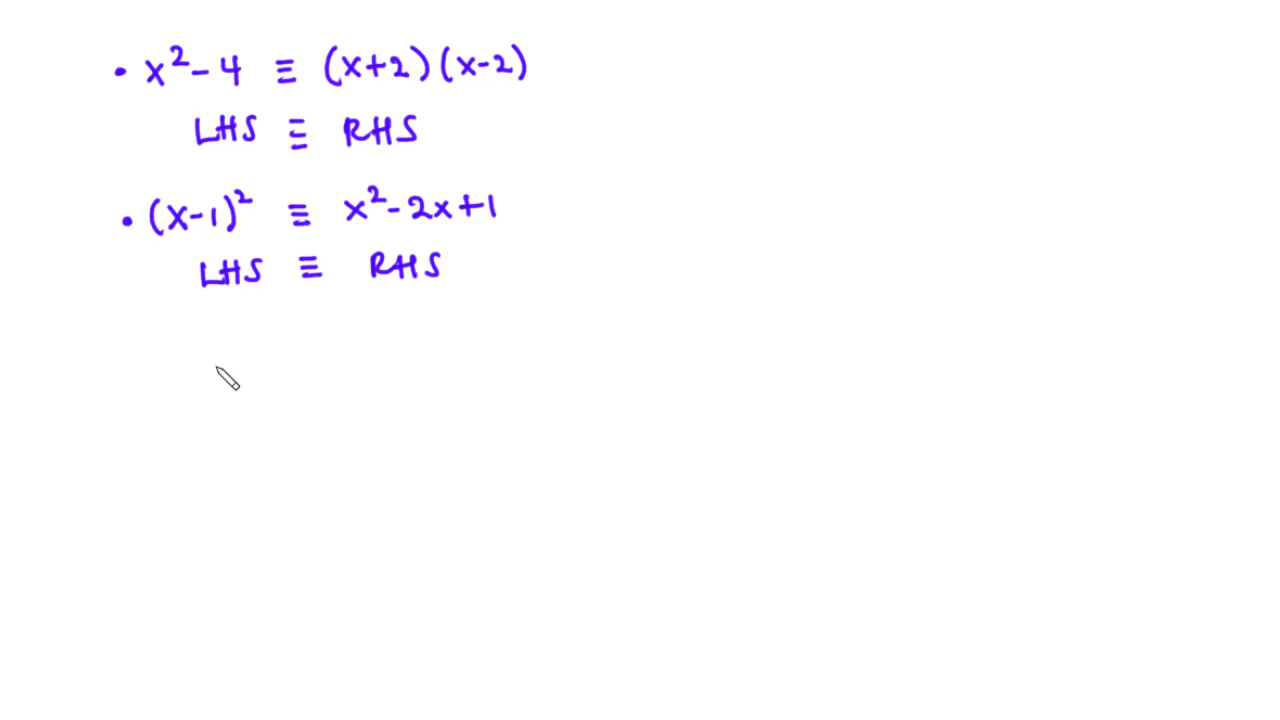 • x² - 4 ≡ (x+2)(x-2)
LHS ≡ RHS
• (x-1)² ≡ x² - 2x + 1
LHS ≡ RHS